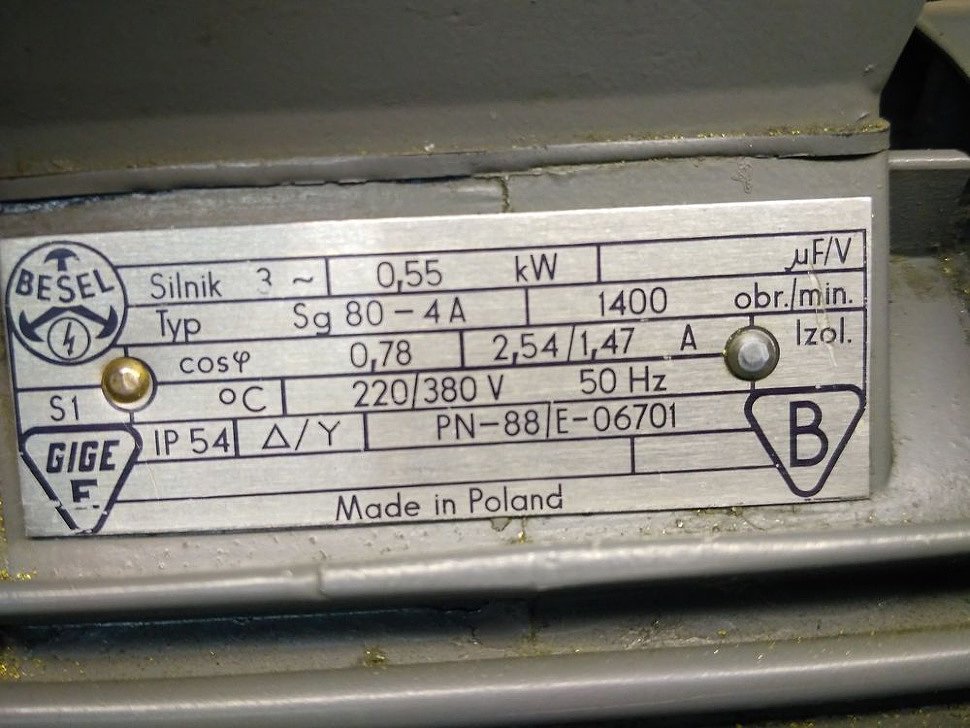 BESEL
Silnik 3 ~ 0,55 kW µF/V
Typ Sg 80-4A 1400 obr./min.
cosφ 0,78 2,54/1,47 A Izol.
S1 °C 220/380 V 50 Hz
IP 54 Δ/Y PN-88/E-06701
GIGE
B
Made in Poland